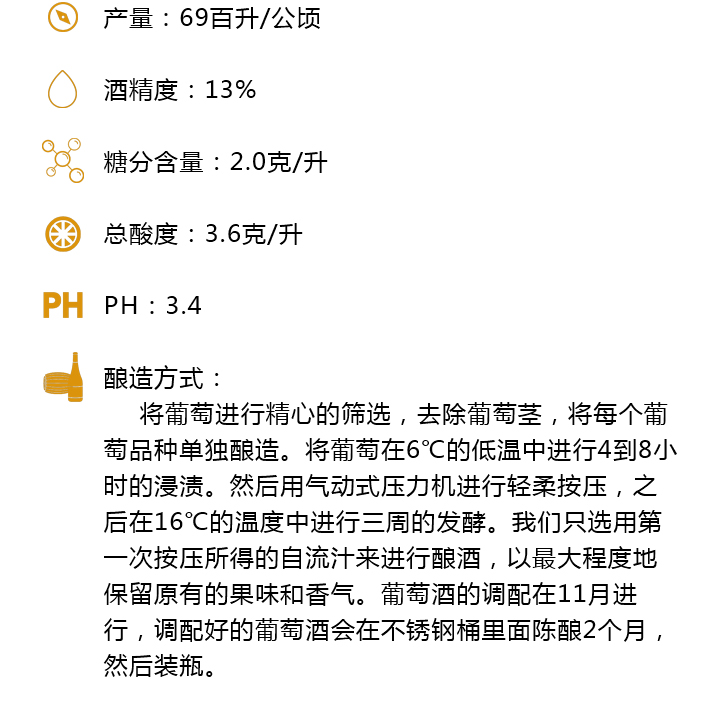 产量：69百升/公顷
酒精度：13%
糖分含量：2.0克/升
总酸度：3.6克/升
PH PH：3.4
酿造方式：
将葡萄进行精心的筛选，去除葡萄茎，将每个葡
萄品种单独酿造。将葡萄在6℃的低温中进行4到8小
时的浸渍。然后用气动式压力机进行轻柔按压，之
后在16℃的温度中进行三周的发酵。我们只选用第
一次按压所得的自流汁来进行酿酒，以最大程度地
保留原有的果味和香气。葡萄酒的调配在11月进
行，调配好的葡萄酒会在不锈钢桶里面陈酿2个月，
然后装瓶。